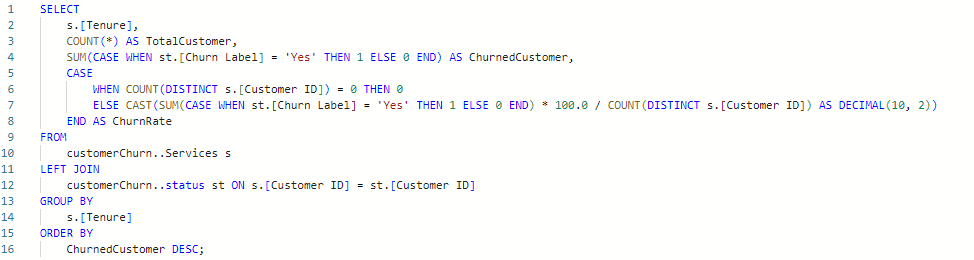 1 SELECT
2 s.[Tenure],
3 COUNT(*) AS TotalCustomer,
4 SUM(CASE WHEN st.[Churn Label] = 'Yes' THEN 1 ELSE 0 END) AS ChurnedCustomer,
5 CASE
6 WHEN COUNT(DISTINCT s.[Customer ID]) = 0 THEN 0
7 ELSE CAST(SUM(CASE WHEN st.[Churn Label] = 'Yes' THEN 1 ELSE 0 END) * 100.0 / COUNT(DISTINCT s.[Customer ID]) AS DECIMAL(10, 2))
8 END AS ChurnRate
9 FROM
10 customerChurn..Services s
11 LEFT JOIN
12 customerChurn..status st ON s.[Customer ID] = st.[Customer ID]
13 GROUP BY
14 s.[Tenure]
15 ORDER BY
16 ChurnedCustomer DESC;